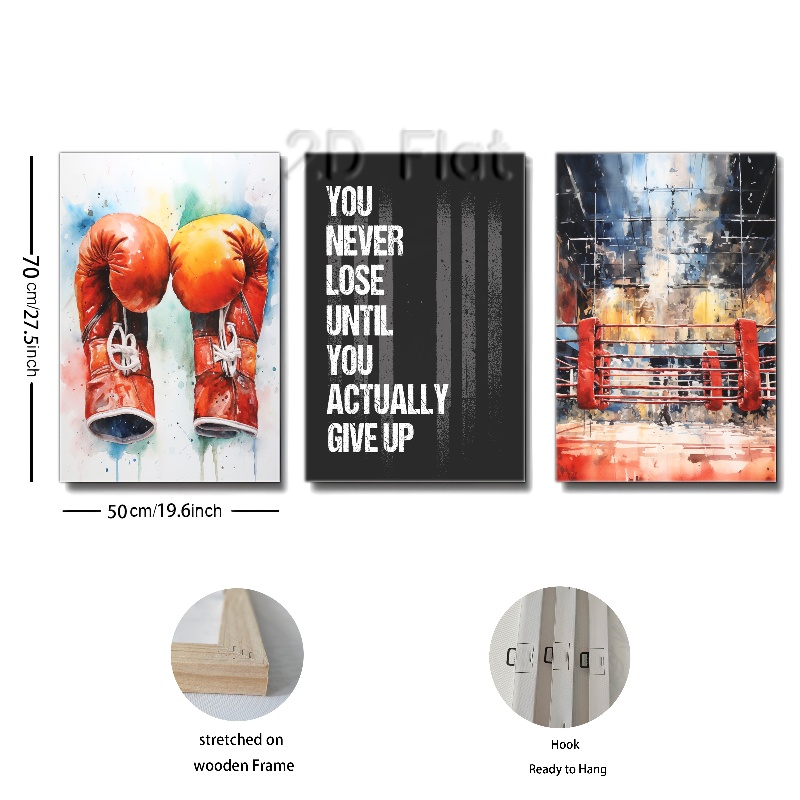 2D Flat
YOU
NEVER
LOSE
UNTIL
YOU
ACTUALLY
GIVE UP
70 cm/27.5inch
50 cm/19.6inch
stretched on
wooden Frame
Hook
Ready to Hang